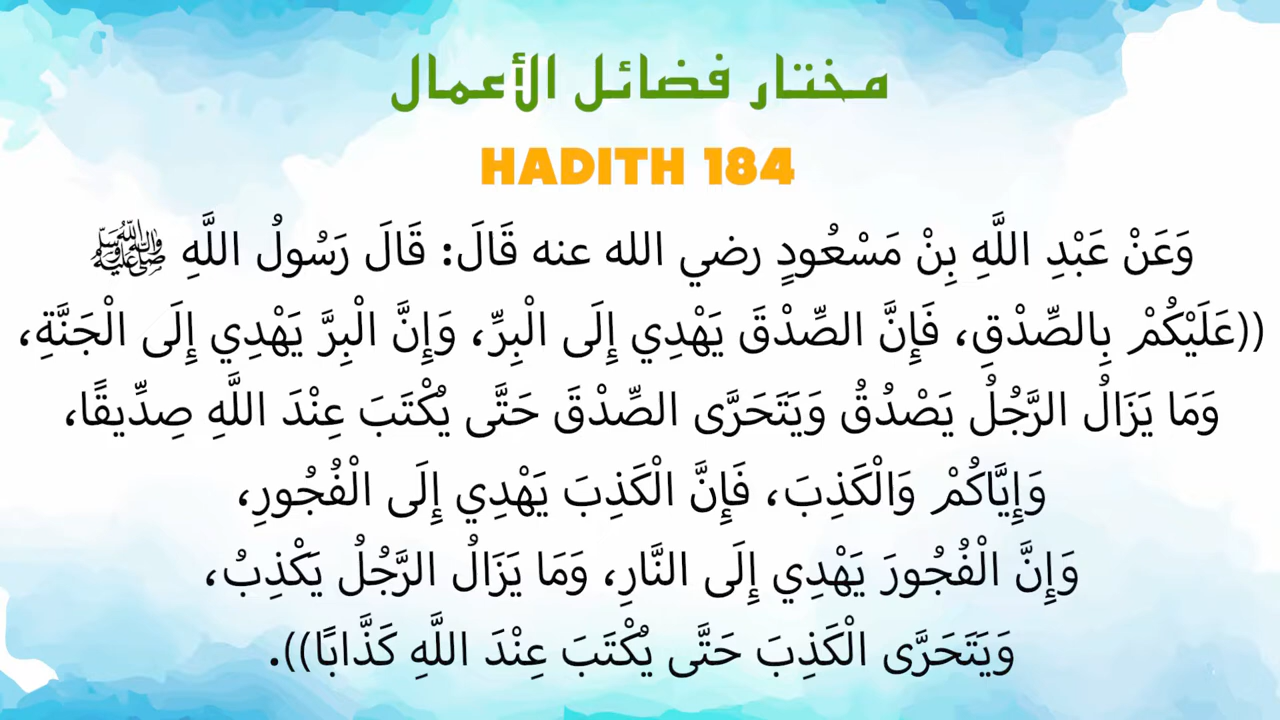 مختار فضائل الأعمال
HADITH 184
وَعَنْ عَبْدِ اللَّهِ بِنْ مَسْعُودٍ رضي الله عنه قَالَ: قَالَ رَسُولُ اللَّهِ ﷺ
((عَلَيْكُمْ بِالصِّدْقِ، فَإِنَّ الصِّدْقَ يَهْدِي إِلَى الْبِرِّ، وَإِنَّ الْبِرَّ يَهْدِي إِلَى الْجَنَّةِ،
وَمَا يَزَالُ الرَّجُلُ يَصْدُقُ وَيَتَحَرَّى الصِّدْقَ حَتَّى يُكْتَبَ عِنْدَ اللَّهِ صِدِّيقًا،
وَإِيَّاكُمْ وَالْكَذِبَ، فَإِنَّ الْكَذِبَ يَهْدِي إِلَى الْفُجُورِ،
وَإِنَّ الْفُجُورَ يَهْدِي إِلَى النَّارِ، وَمَا يَزَالُ الرَّجُلُ يَكْذِبُ،
وَيَتَحَرَّى الْكَذِبَ حَتَّى يُكْتَبَ عِنْدَ اللَّهِ كَذَّابًا)).